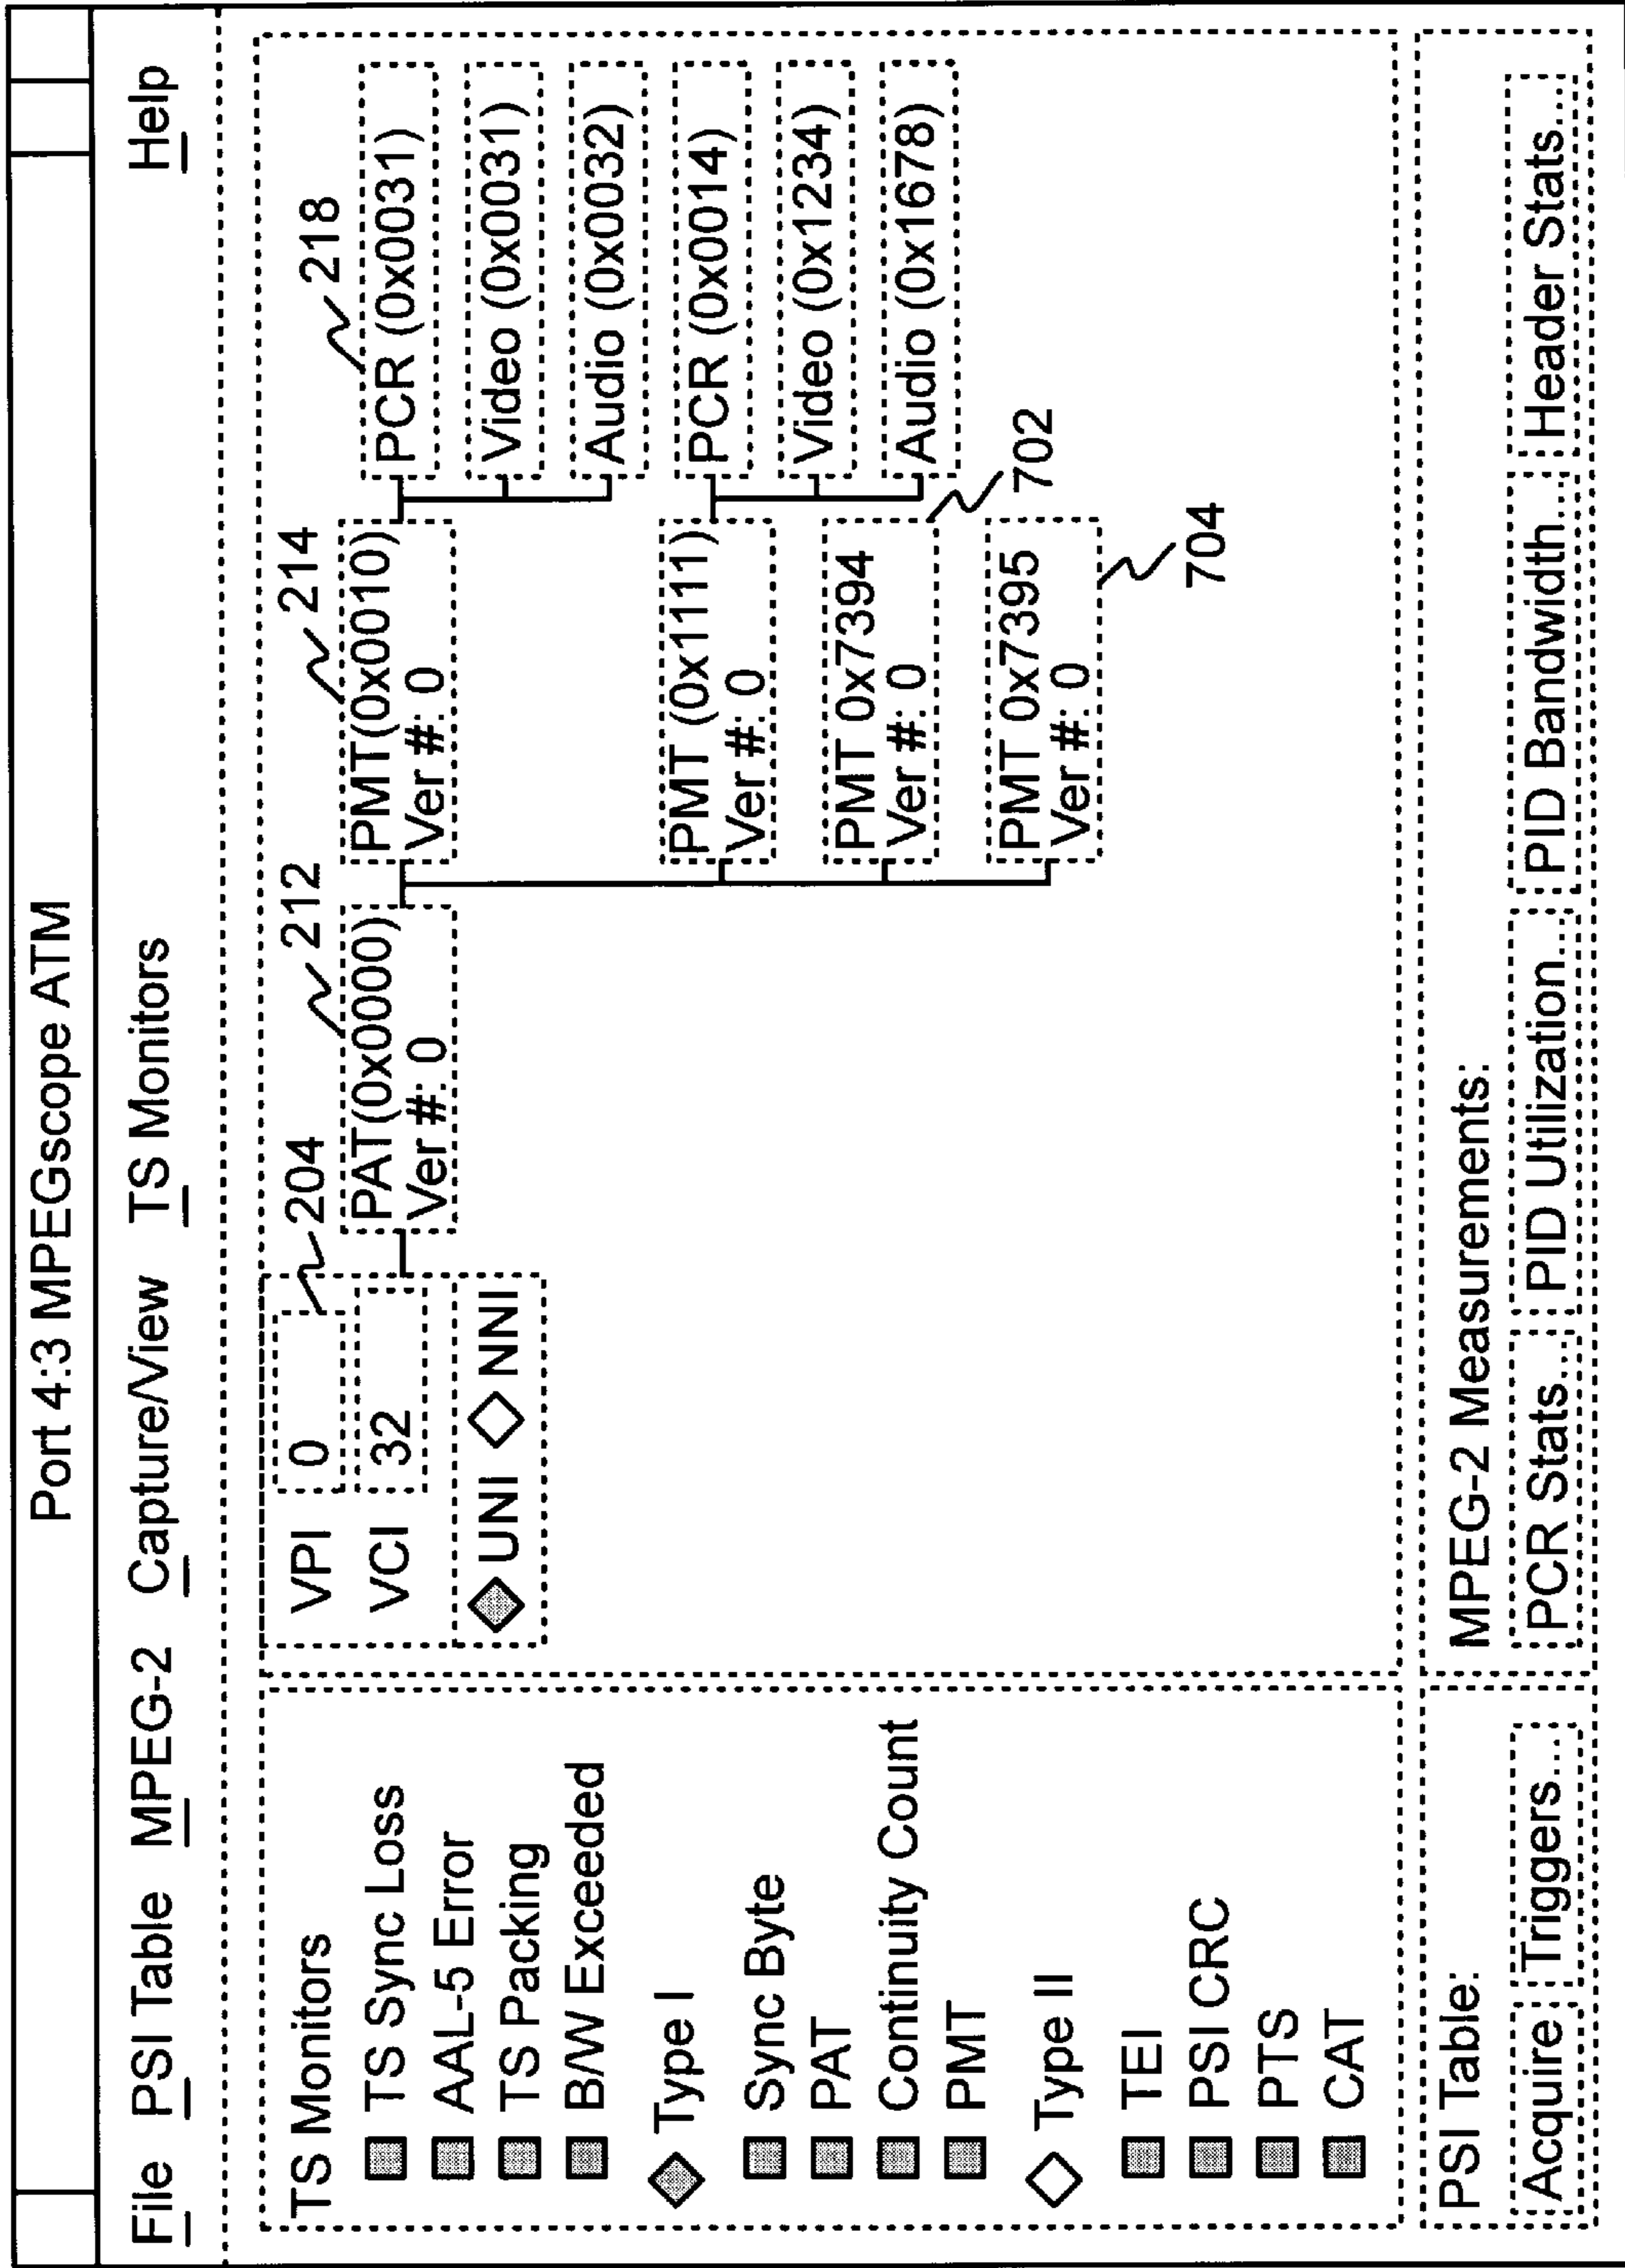 Port 4:3 MPEGscope ATM
File PSI Table MPEG-2 Capture/View TS Monitors Help
TS Monitors
TS Sync Loss
AAL-5 Error
TS Packing
B/W Exceeded
Type I
Sync Byte
PAT
Continuity Count
PMT
Type II
TEI
PSI CRC
PTS
CAT
VPI 0
VCI 32
UNI NNI
204
212
214
218
PAT(0x0000)
Ver #: 0
PMT(0x0010)
Ver #: 0
PCR (0x0031)
Video (0x0031)
Audio (0x0032)
PMT (0x1111)
Ver #: 0
PCR (0x0014)
Video (0x1234)
Audio (0x1678)
PMT 0x7394
Ver #: 0
702
PMT 0x7395
Ver #: 0
704
PSI Table:
Acquire Triggers...
MPEG-2 Measurements:
PCR Stats... PID Utilization... PID Bandwidth... Header Stats...